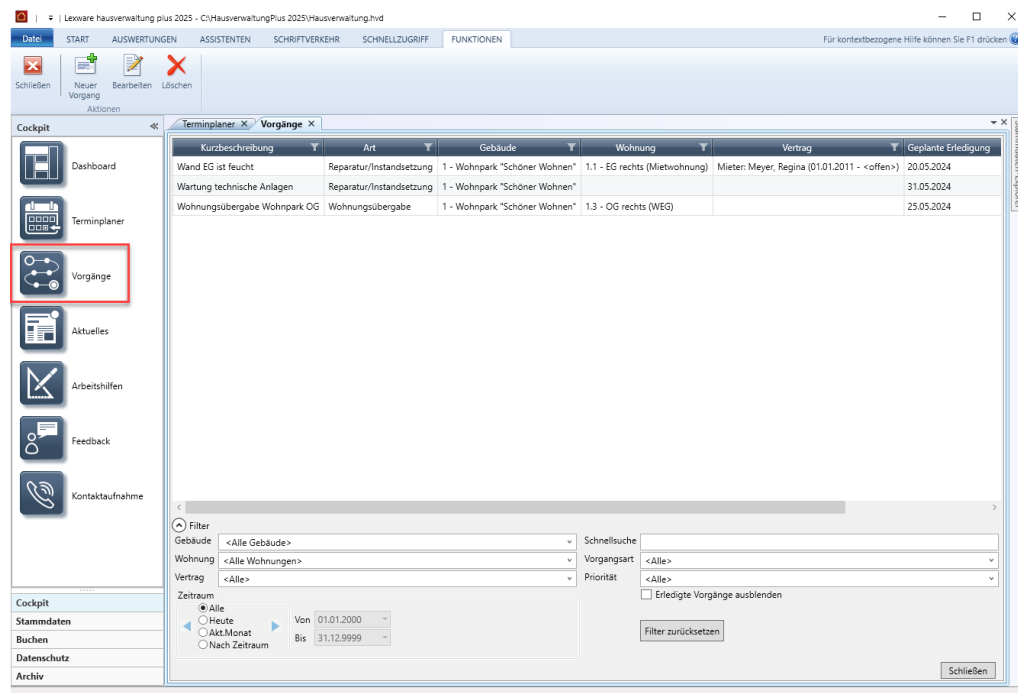 Lexware hausverwaltung plus 2025 - C:\HausverwaltungPlus 2025\Hausverwaltung.hvd
Datei START AUSWERTUNGEN ASSISTENTEN SCHRIFTVERKEHR SCHNELLZUGRIFF FUNKTIONEN Für kontextbezogene Hilfe können Sie F1 drücken
Schließen Neuer Vorgang Bearbeiten Löschen
Aktionen
Cockpit
Terminplaner Vorgänge
Dashboard
Terminplaner
Vorgänge
Aktuelles
Arbeitshilfen
Feedback
Kontaktaufnahme
Cockpit
Stammdaten
Buchen
Datenschutz
Archiv
Kurzbeschreibung Art Gebäude Wohnung Vertrag Geplante Erledigung
Wand EG ist feucht Reparatur/Instandsetzung 1 - Wohnpark "Schöner Wohnen" 1.1 - EG rechts (Mietwohnung) Mieter: Meyer, Regina (01.01.2011 - <offen>) 20.05.2024
Wartung technische Anlagen Reparatur/Instandsetzung 1 - Wohnpark "Schöner Wohnen" 31.05.2024
Wohnungsübergabe Wohnpark OG Wohnungsübergabe 1 - Wohnpark "Schöner Wohnen" 1.3 - OG rechts (WEG) 25.05.2024
Filter
Gebäude <Alle Gebäude> Schnellsuche
Wohnung <Alle Wohnungen> Vorgangsart <Alle>
Vertrag <Alle> Priorität <Alle>
Zeitraum Erledigte Vorgänge ausblenden
Alle
Heute Von 01.01.2000
Akt.Monat Bis 31.12.9999 Filter zurücksetzen
Nach Zeitraum
Schließen